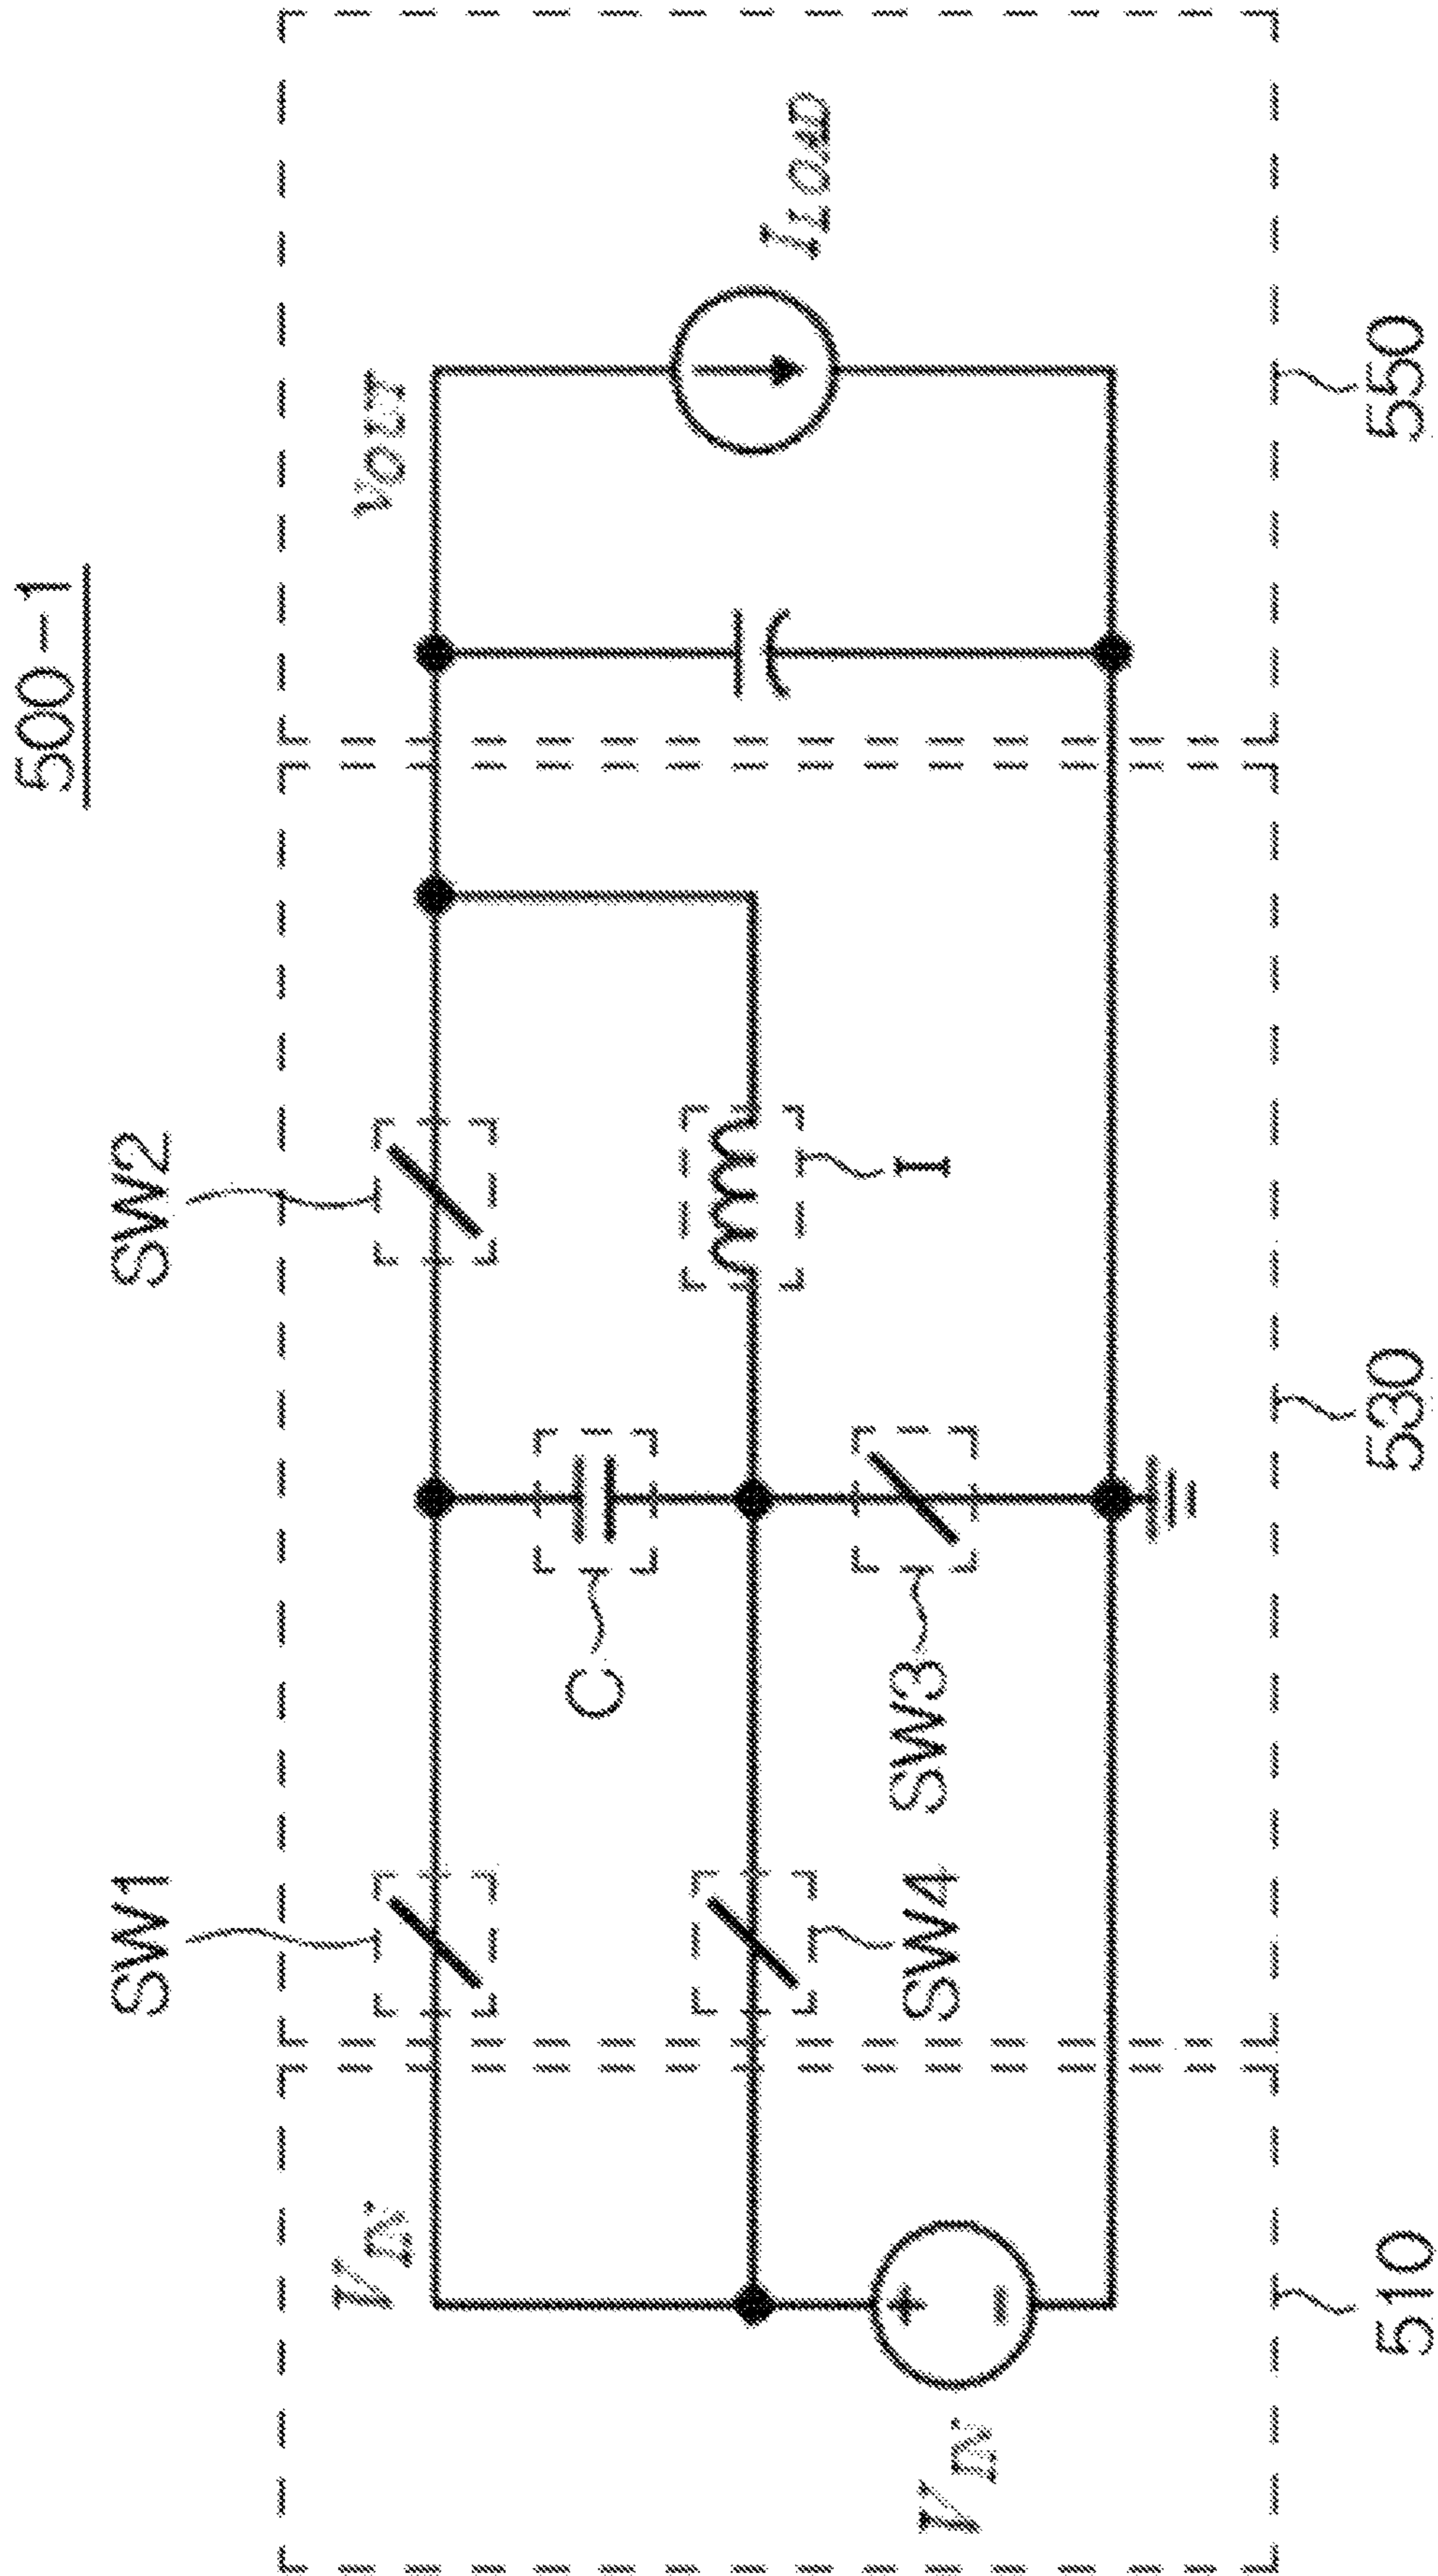 500-1
SW1
SW2
V_IN
V_OUT
C
I
I_LOAD
SW4
SW3
V_IN
+
-
510
530
550